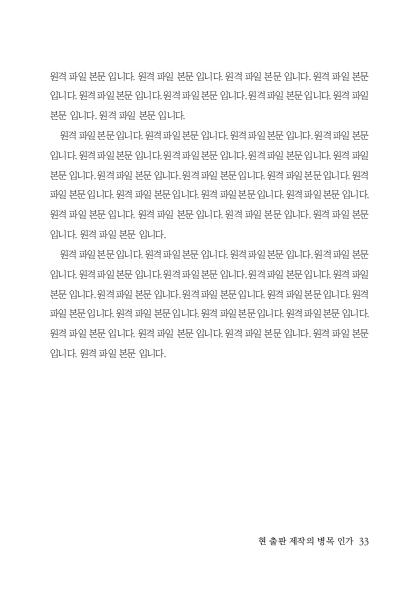 원격 파일 본문 입니다. 원격 파일 본문 입니다. 원격 파일 본문 입니다. 원격 파일 본문
입니다. 원격 파일 본문 입니다. 원격 파일 본문 입니다. 원격 파일 본문 입니다. 원격 파일
본문 입니다. 원격 파일 본문 입니다.
원격 파일 본문 입니다. 원격 파일 본문 입니다. 원격 파일 본문 입니다. 원격 파일 본문
입니다. 원격 파일 본문 입니다. 원격 파일 본문 입니다. 원격 파일 본문 입니다. 원격 파일
본문 입니다. 원격 파일 본문 입니다. 원격 파일 본문 입니다. 원격 파일 본문 입니다. 원격
파일 본문 입니다. 원격 파일 본문 입니다. 원격 파일 본문 입니다. 원격 파일 본문 입니다.
원격 파일 본문 입니다. 원격 파일 본문 입니다. 원격 파일 본문 입니다. 원격 파일 본문
입니다. 원격 파일 본문 입니다.
원격 파일 본문 입니다. 원격 파일 본문 입니다. 원격 파일 본문 입니다. 원격 파일 본문
입니다. 원격 파일 본문 입니다. 원격 파일 본문 입니다. 원격 파일 본문 입니다. 원격 파일
본문 입니다. 원격 파일 본문 입니다. 원격 파일 본문 입니다. 원격 파일 본문 입니다. 원격
파일 본문 입니다. 원격 파일 본문 입니다. 원격 파일 본문 입니다. 원격 파일 본문 입니다.
원격 파일 본문 입니다. 원격 파일 본문 입니다. 원격 파일 본문 입니다. 원격 파일 본문
입니다. 원격 파일 본문 입니다.
현 출판 제작의 병목 인가 33